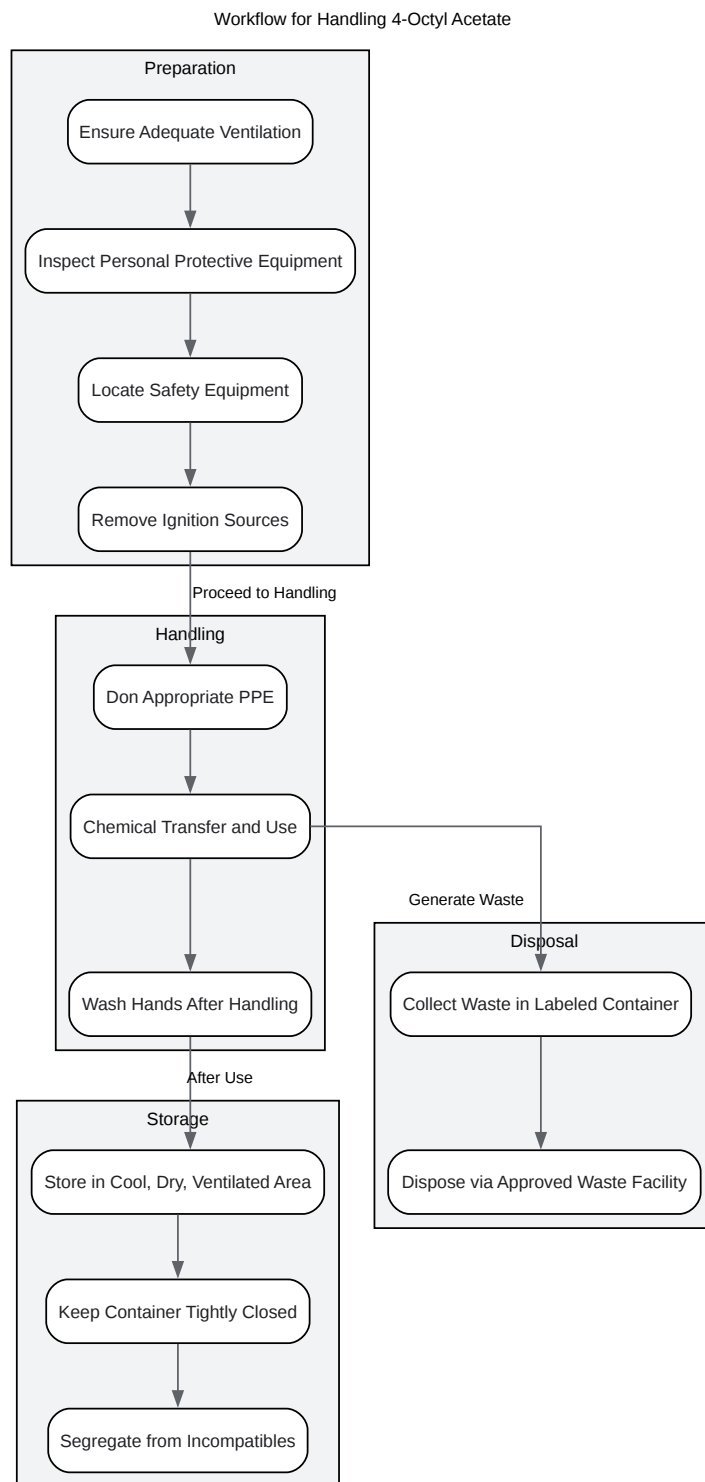 Workflow for Handling 4-Octyl Acetate
Preparation
Ensure Adequate Ventilation
Inspect Personal Protective Equipment
Locate Safety Equipment
Remove Ignition Sources
Proceed to Handling
Handling
Don Appropriate PPE
Chemical Transfer and Use
Generate Waste
Disposal
Wash Hands After Handling
Collect Waste in Labeled Container
After Use
Storage
Store in Cool, Dry, Ventilated Area
Dispose via Approved Waste Facility
Keep Container Tightly Closed
Segregate from Incompatibles